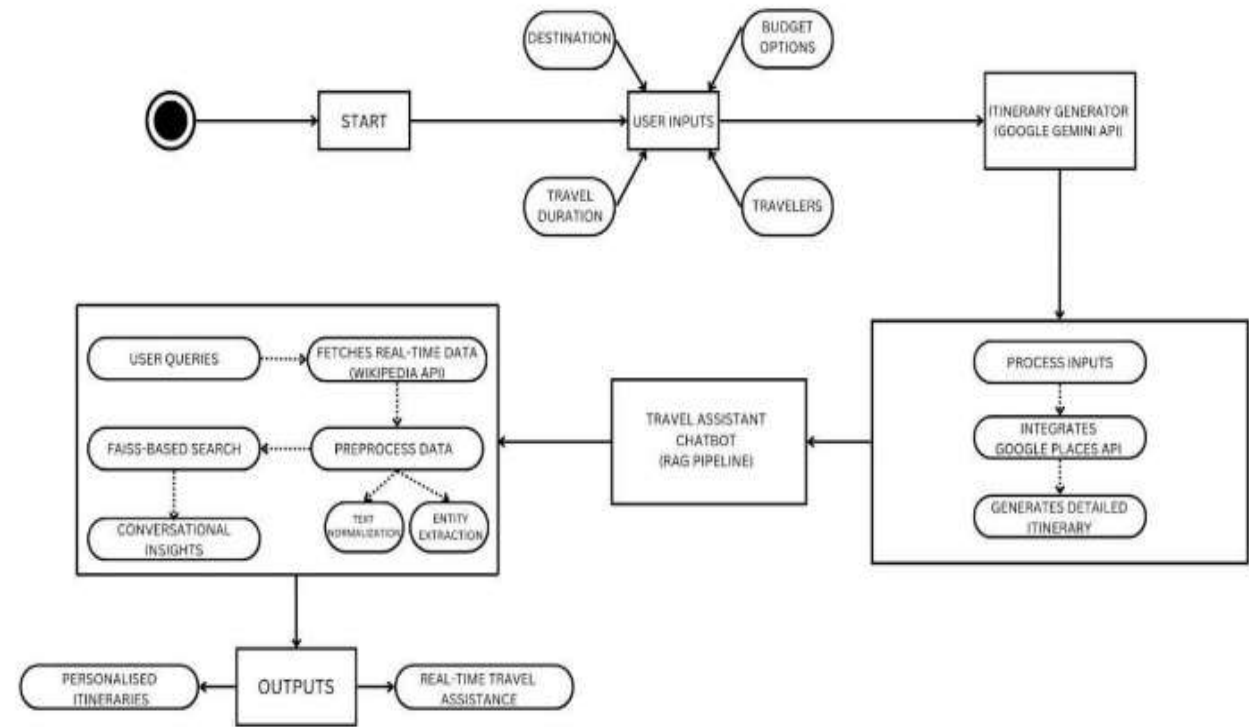 DESTINATION
BUDGET
OPTIONS
START
USER INPUTS
ITINERARY GENERATOR
(GOOGLE GEMINI API)
TRAVEL
DURATION
TRAVELERS
USER QUERIES
FETCHES REAL-TIME DATA
(WIKIPEDIA API)
FAISS-BASED SEARCH
PREPROCESS DATA
TEXT
NORMALIZATION
ENTITY
EXTRACTION
CONVERSATIONAL
INSIGHTS
TRAVEL ASSISTANT
CHATBOT
(RAG PIPELINE)
PROCESS INPUTS
INTEGRATES
GOOGLE PLACES API
GENERATES DETAILED
ITINERARY
PERSONALISED
ITINERARIES
OUTPUTS
REAL-TIME TRAVEL
ASSISTANCE